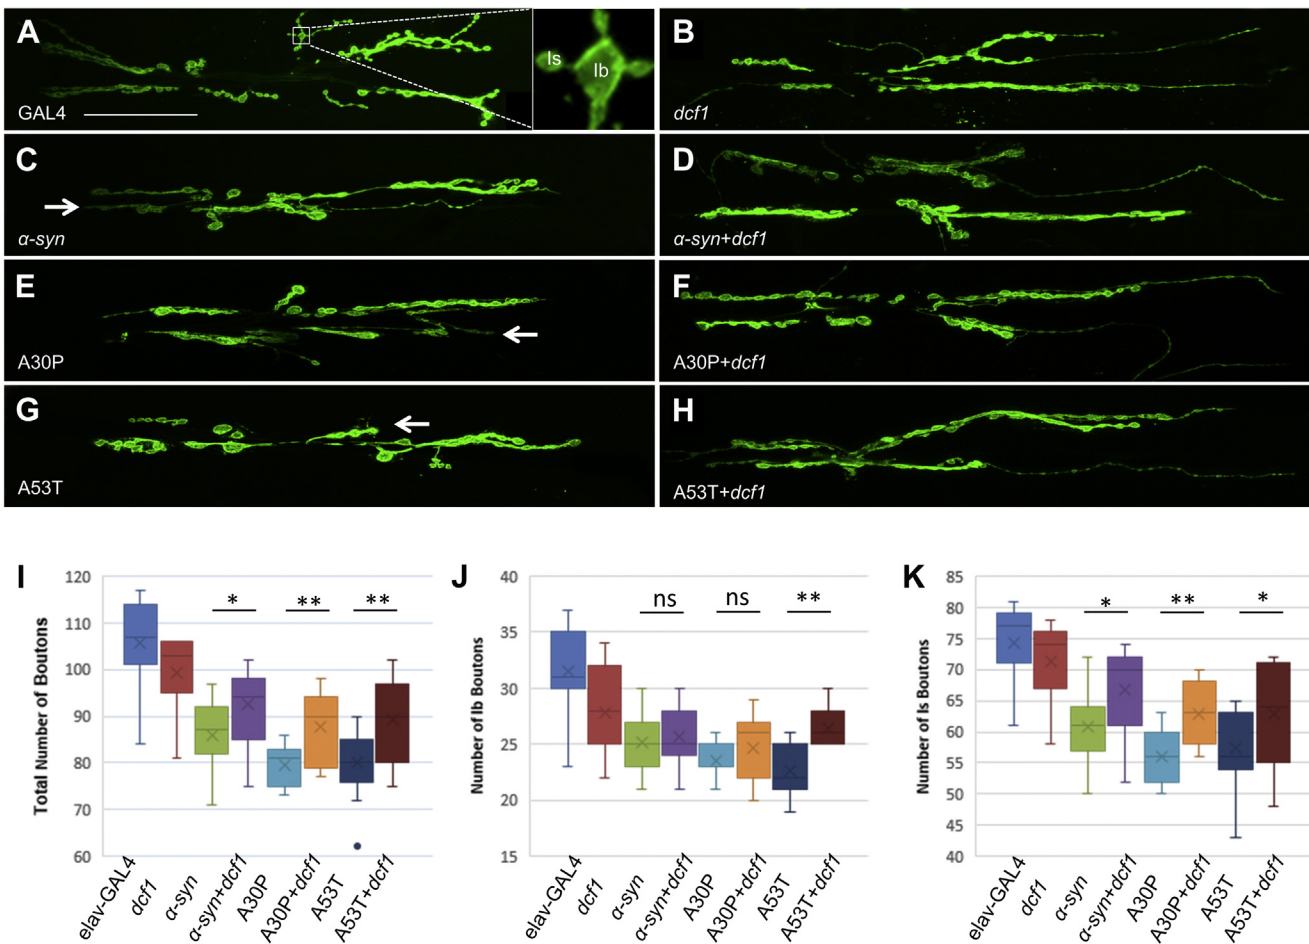 A
Is
Ib
GAL4
B
dcf1
C
α-syn
D
α-syn+dcf1
E
A30P
F
A30P+dcf1
G
A53T
H
A53T+dcf1
I
Total Number of Boutons
120
110
100
90
80
70
60
*
**
**
elav-GAL4
dcf1
α-syn
α-syn+dcf1
A30P
A30P+dcf1
A53T
A53T+dcf1
J
Number of Ib Boutons
40
35
30
25
20
15
ns
ns
**
elav-GAL4
dcf1
α-syn
α-syn+dcf1
A30P
A30P+dcf1
A53T
A53T+dcf1
K
Number of Is Boutons
85
80
75
70
65
60
55
50
45
40
*
**
*
elav-GAL4
dcf1
α-syn
α-syn+dcf1
A30P
A30P+dcf1
A53T
A53T+dcf1